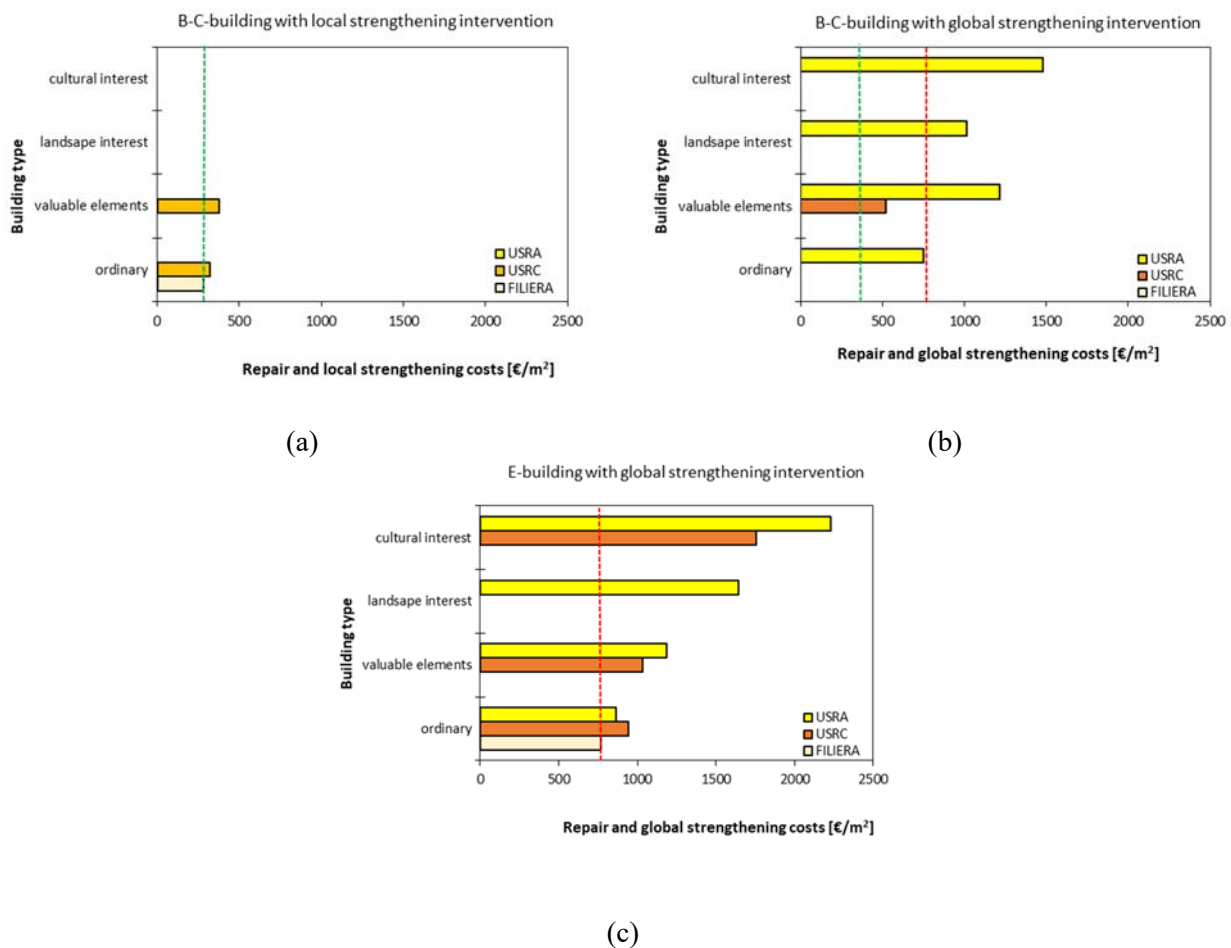 B-C-building with local strengthening intervention
cultural interest
landsape interest
valuable elements
ordinary
Building type
USRA
USRC
FILIERA
0 500 1000 1500 2000 2500
Repair and local strengthening costs [€/m²]
(a)
B-C-building with global strengthening intervention
cultural interest
landsape interest
valuable elements
ordinary
Building type
USRA
USRC
FILIERA
0 500 1000 1500 2000 2500
Repair and global strengthening costs [€/m²]
(b)
E-building with global strengthening intervention
cultural interest
landsape interest
valuable elements
ordinary
Building type
USRA
USRC
FILIERA
0 500 1000 1500 2000 2500
Repair and global strengthening costs [€/m²]
(c)